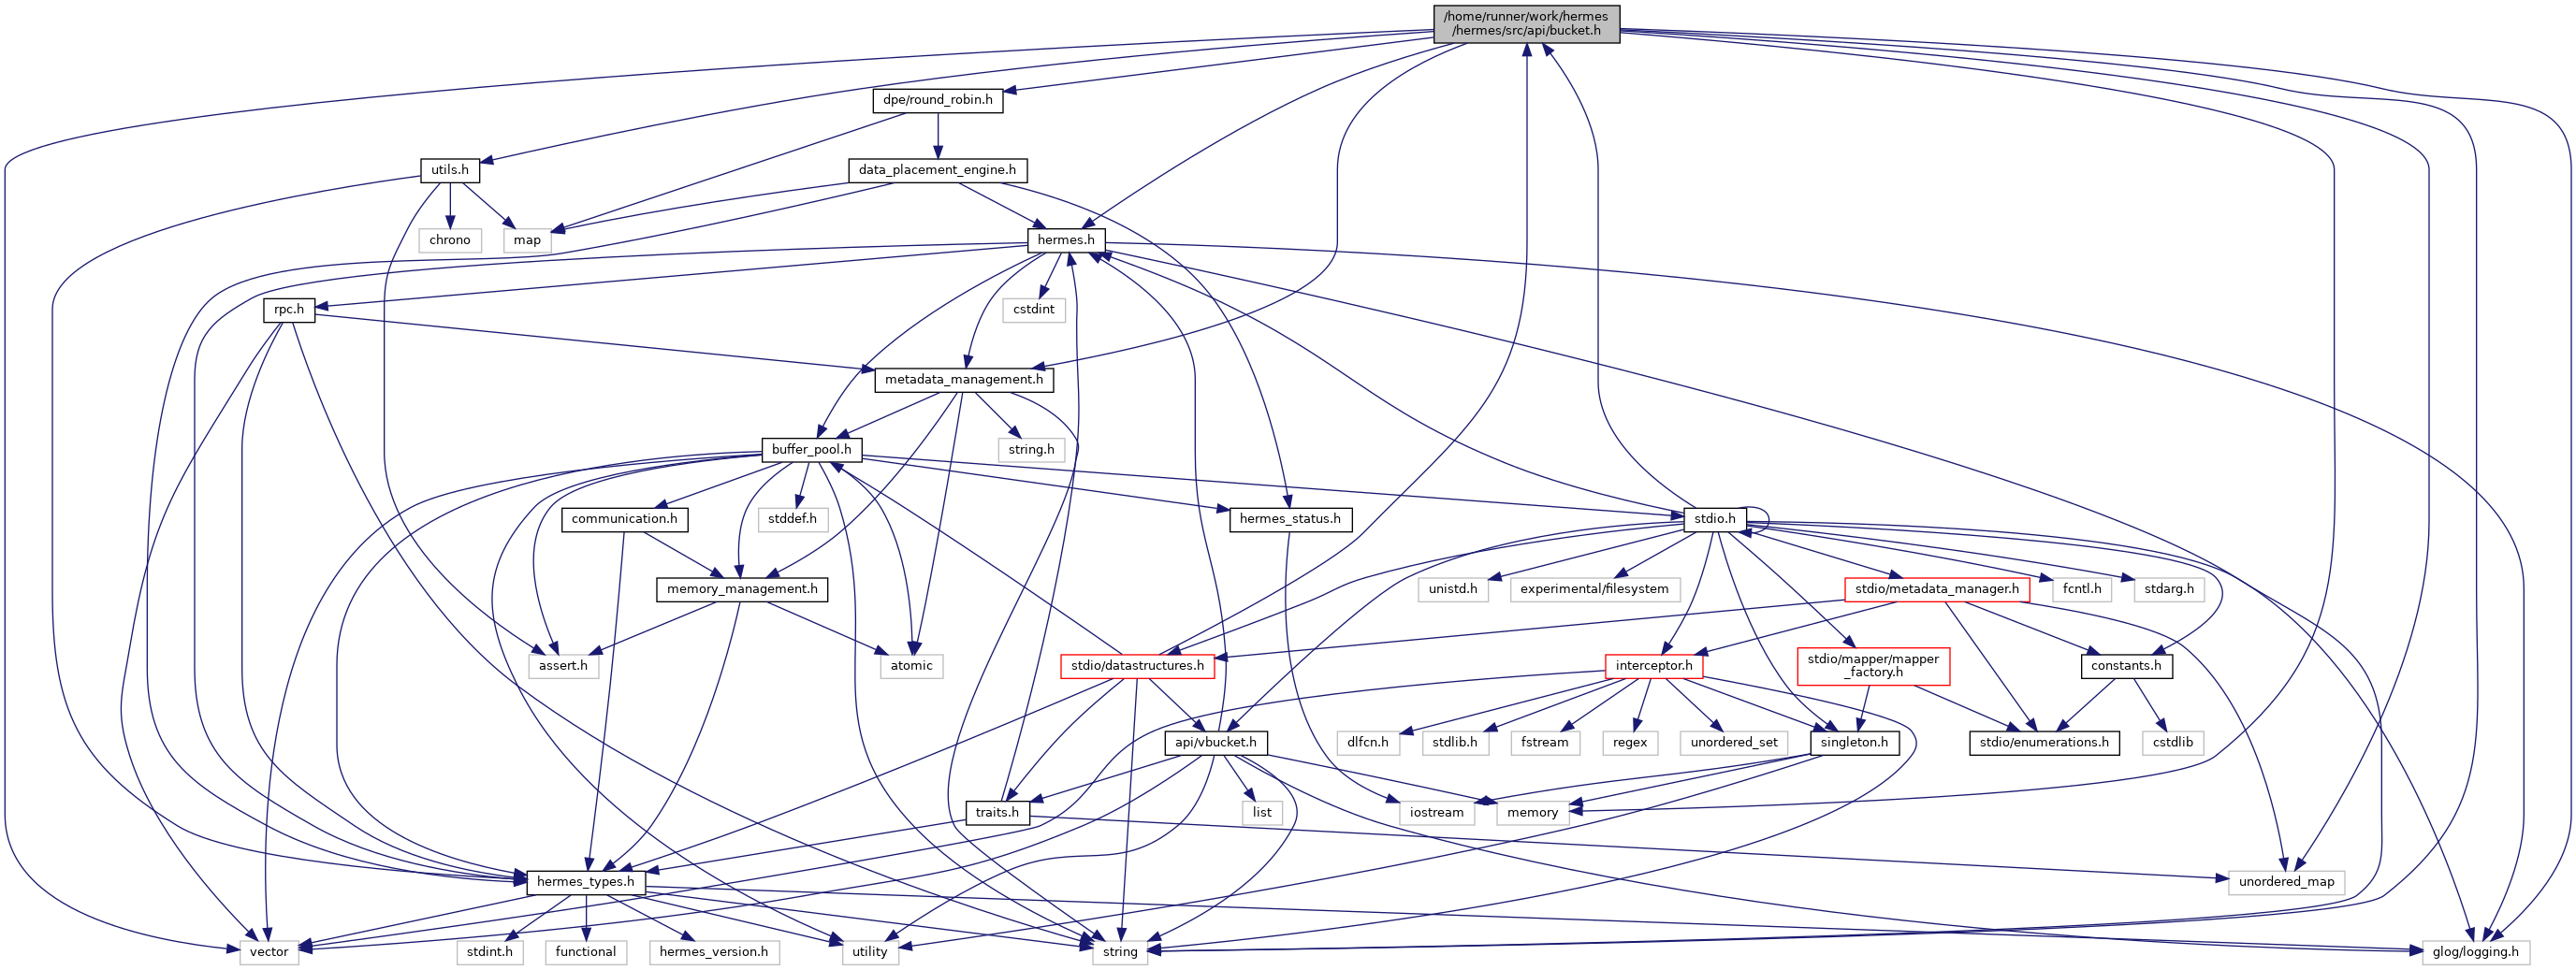 /home/runner/work/hermes
/hermes/src/api/bucket.h
dpe/round_robin.h
utils.h
data_placement_engine.h
chrono
map
hermes.h
rpc.h
cstdint
metadata_management.h
buffer_pool.h
string.h
communication.h
stddef.h
hermes_status.h
stdio.h
memory_management.h
unistd.h
experimental/filesystem
stdio/metadata_manager.h
fcntl.h
stdarg.h
assert.h
atomic
stdio/datastructures.h
interceptor.h
stdio/mapper/mapper
_factory.h
constants.h
api/vbucket.h
dlfcn.h
stdlib.h
fstream
regex
unordered_set
singleton.h
stdio/enumerations.h
cstdlib
traits.h
list
iostream
memory
hermes_types.h
unordered_map
vector
stdint.h
functional
hermes_version.h
utility
string
glog/logging.h